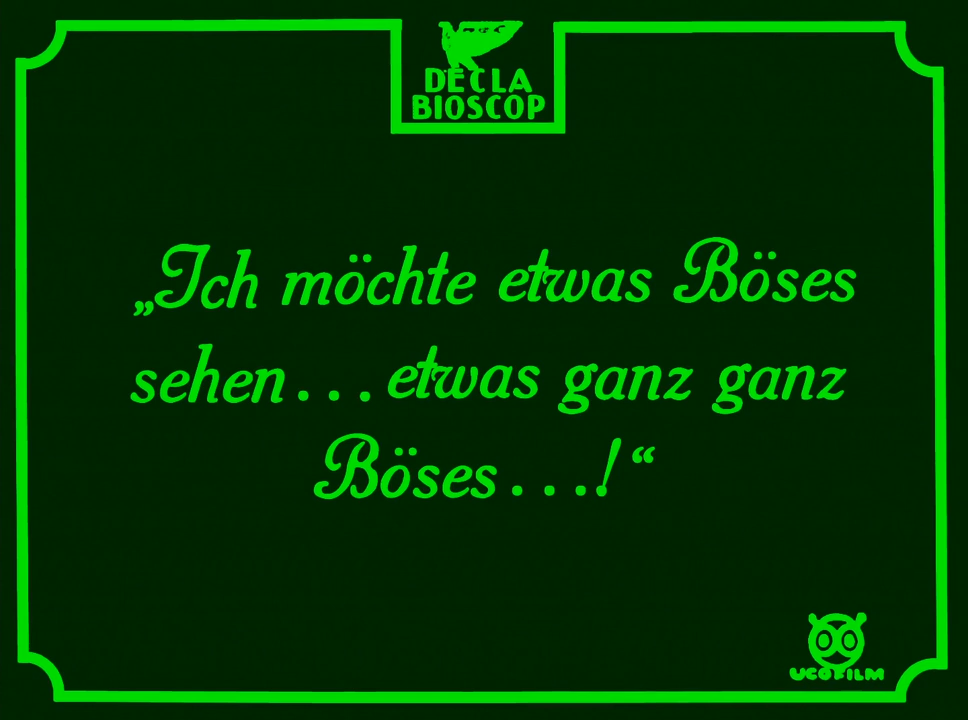 DECLA
BIOSCOP
„Ich möchte etwas Böses
sehen... etwas ganz ganz
Böses...!“
UCOFILM